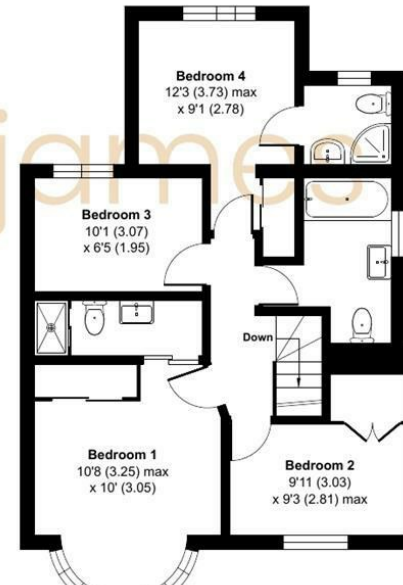 Bedroom 4
12'3 (3.73) max
x 9'1 (2.78)
james
Bedroom 3
10'1 (3.07)
x 6'5 (1.95)
Down
Bedroom 1
10'8 (3.25) max
x 10' (3.05)
Bedroom 2
9'11 (3.03)
x 9'3 (2.81) max